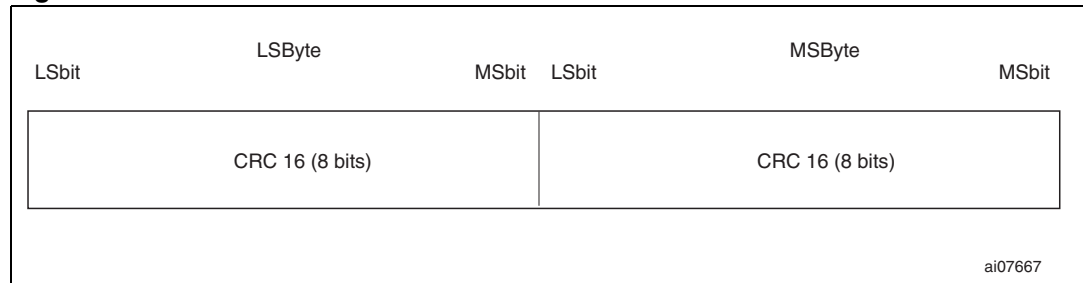 LSByte MSByte
LSbit MSbit LSbit MSbit
CRC 16 (8 bits) CRC 16 (8 bits)
ai07667